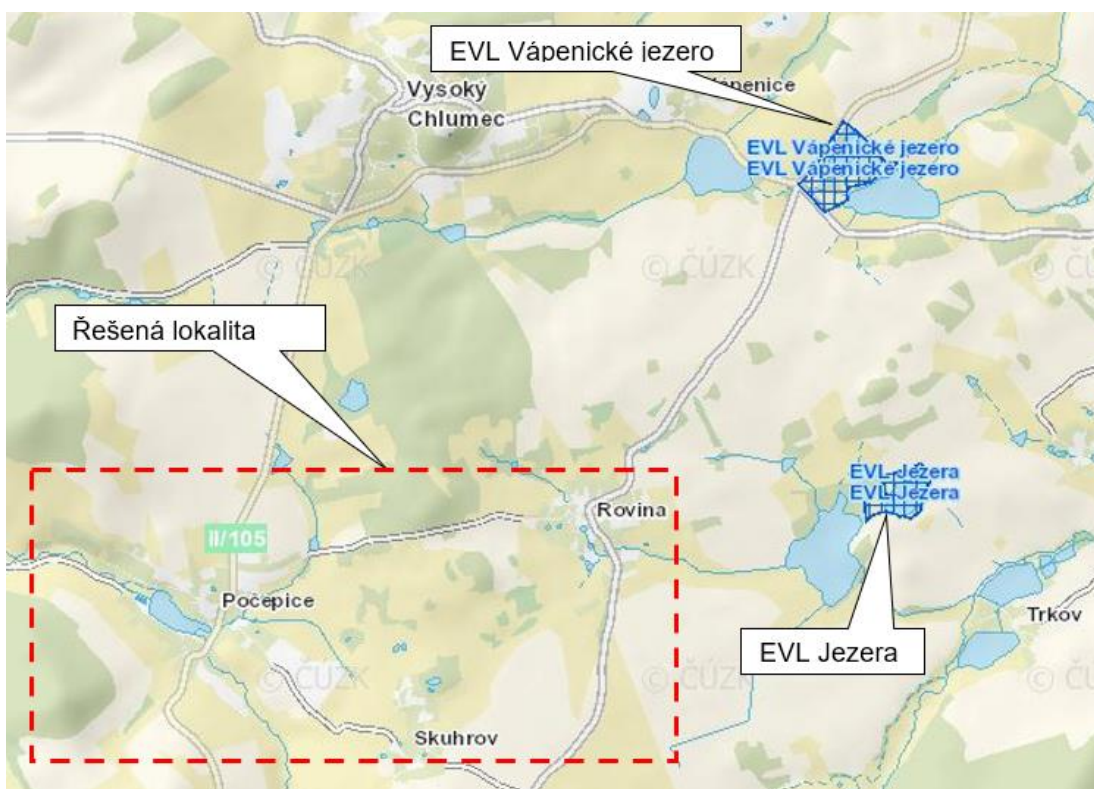 EVL Vápenické jezero
Vysoký
Chlumec
EVL Vápenické jezero
EVL Vápenické jezero
© ČÚZK
© ČÚZK
Řešená lokalita
EVL Jezera
EVL Jezera
Rovina
II/105
Počepice
Trkov
EVL Jezera
© ČÚZK
© ČÚZK
Skuhrov